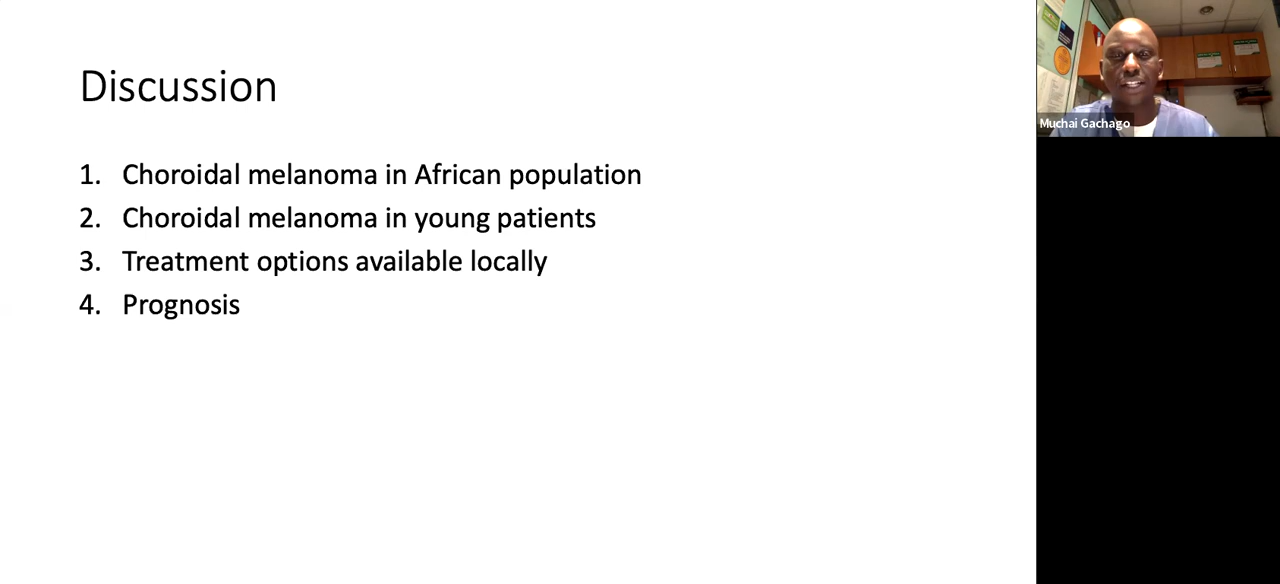 Discussion
1. Choroidal melanoma in African population
2. Choroidal melanoma in young patients
3. Treatment options available locally
4. Prognosis
Muchai Gachago